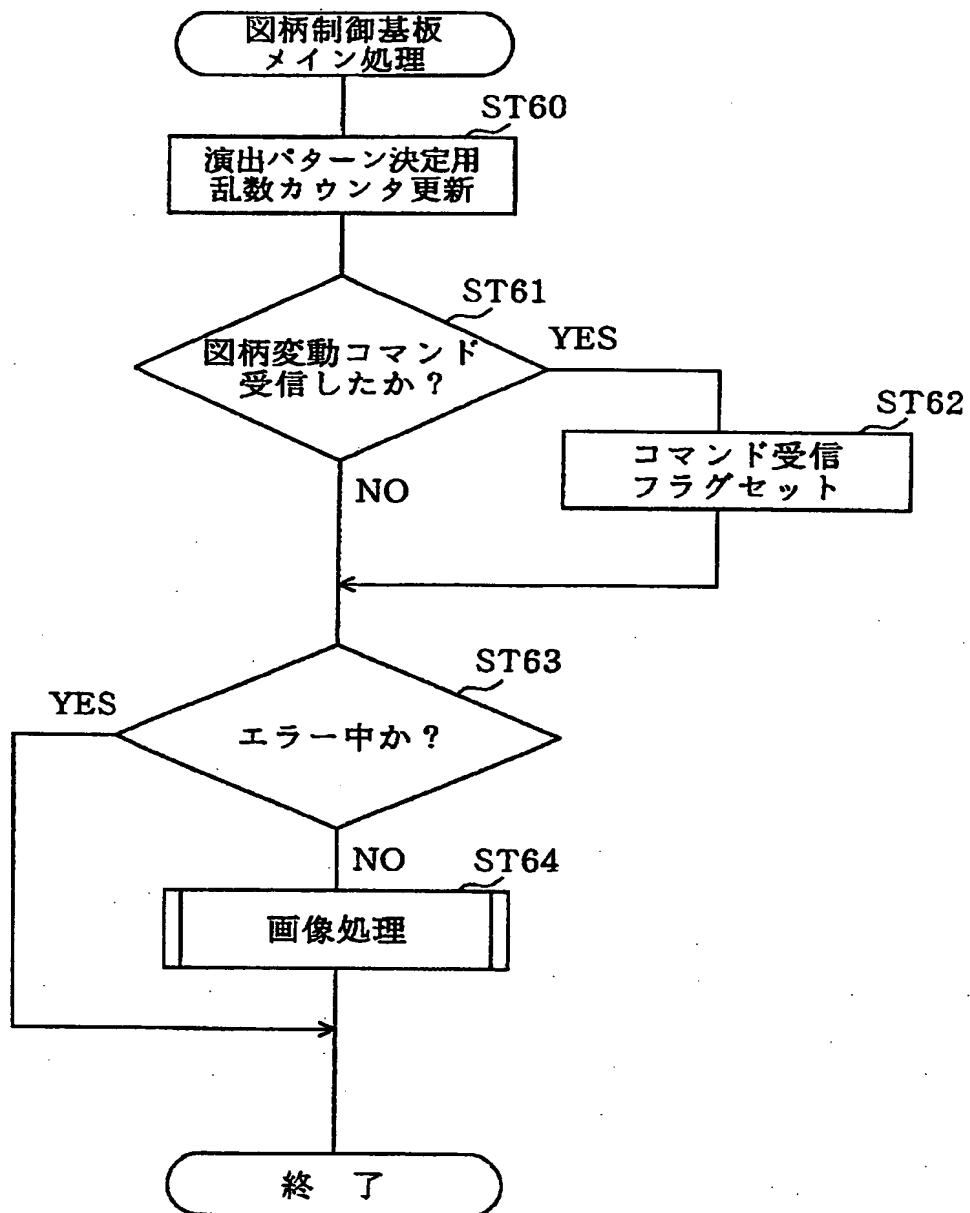 図柄制御基板
メイン処理
ST60
演出パターン決定用
乱数カウンタ更新
ST61
図柄変動コマンド
受信したか？
YES
ST62
コマンド受信
フラグセット
NO
ST63
YES
エラー中か？
NO
ST64
画像処理
終 了